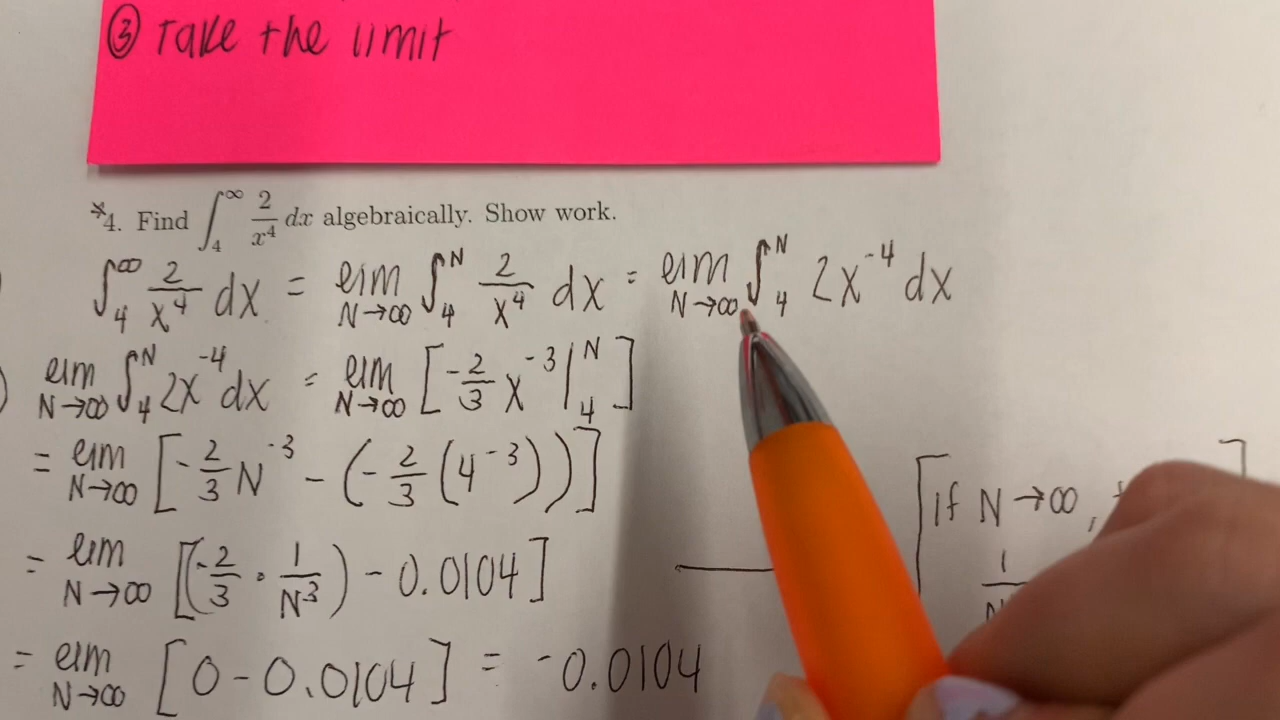 ③ Take the limit
*4. Find ∫₄^∞ 2/x⁴ dx algebraically. Show work.
∫₄^∞ 2/x⁴ dx = lim N→∞ ∫₄^N 2/x⁴ dx = lim N→∞ ∫₄^N 2x⁻⁴ dx
) lim N→∞ ∫₄^N 2x⁻⁴ dx = lim N→∞ [-2/3 x⁻³ |₄^N]
= lim N→∞ [-2/3 N⁻³ - (-2/3 (4⁻³))]
If N→∞,
= lim N→∞ [(-2/3 · 1/N³) - 0.0104]
1/N
= lim N→∞ [0 - 0.0104] = -0.0104